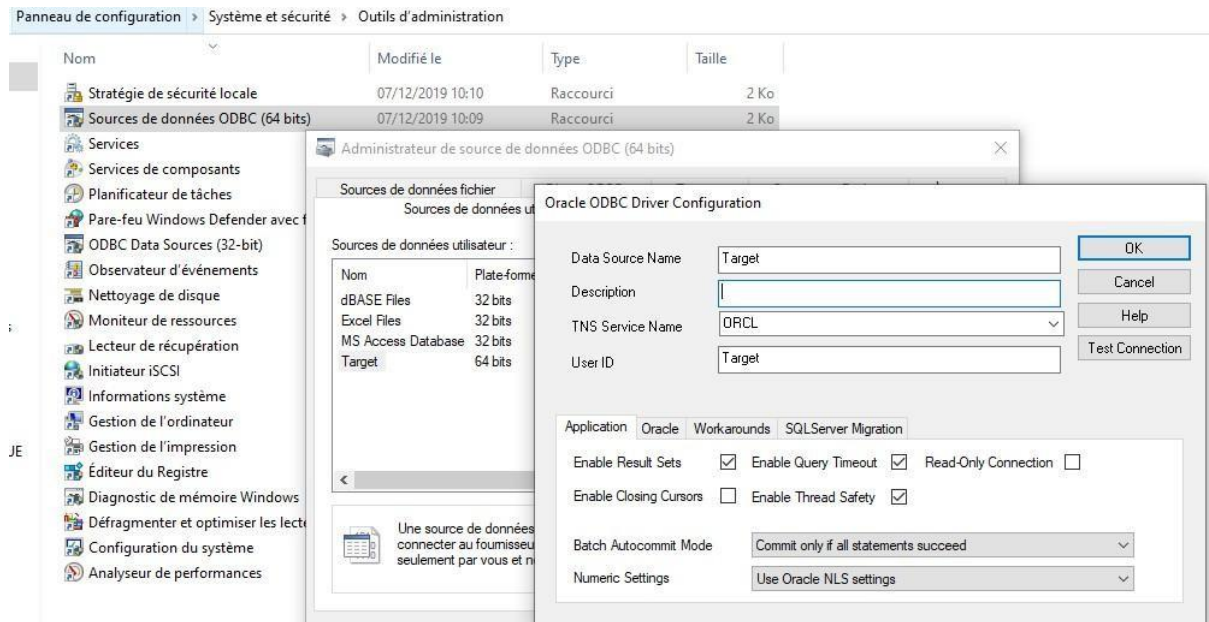 Panneau de configuration > Système et sécurité > Outils d'administration
Nom Modifié le Type Taille
Stratégie de sécurité locale 07/12/2019 10:10 Raccourci 2 Ko
Sources de données ODBC (64 bits) 07/12/2019 10:09 Raccourci 2 Ko
Services
Services de composants
Planificateur de tâches
Pare-feu Windows Defender avec
ODBC Data Sources (32-bit)
Observateur d'événements
Nettoyage de disque
Moniteur de ressources
Lecteur de récupération
Initiateur iSCSI
Informations système
Gestion de l'ordinateur
Gestion de l'impression
Éditeur du Registre
Diagnostic de mémoire Windows
Défragmenter et optimiser les
Configuration du système
Analyseur de performances
UE
Administrateur de source de données ODBC (64 bits)
Sources de données fichier
Sources de données
Sources de données utilisateur :
Nom Plate-forme
dBASE Files 32 bits
Excel Files 32 bits
MS Access Database 32 bits
Target 64 bits
Une source de données
connecter au
seulement par vous et
Oracle ODBC Driver Configuration
Data Source Name Target
Description
TNS Service Name ORCL
User ID Target
OK
Cancel
Help
Test Connection
Application Oracle Workarounds SQLServer Migration
Enable Result Sets Enable Query Timeout Read-Only Connection
Enable Closing Cursors Enable Thread Safety
Batch Autocommit Mode Commit only if all statements succeed
Numeric Settings Use Oracle NLS settings